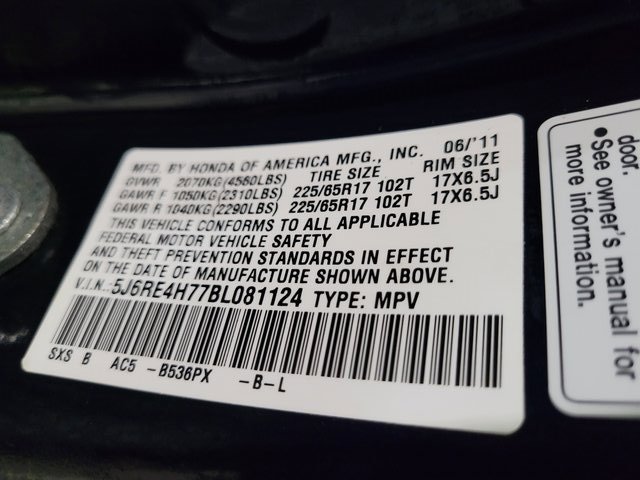 MFD. BY HONDA OF AMERICA MFG., INC. 06/'11
GVWR 2070KG(4560LBS) TIRE SIZE RIM SIZE
GAWR F 1050KG(2310LBS) 225/65R17 102T 17X6.5J
GAWR R 1040KG(2290LBS) 225/65R17 102T 17X6.5J
THIS VEHICLE CONFORMS TO ALL APPLICABLE
FEDERAL MOTOR VEHICLE SAFETY
AND THEFT PREVENTION STANDARDS IN EFFECT
ON THE DATE OF MANUFACTURE SHOWN ABOVE.
V.I.N.:5J6RE4H77BL081124 TYPE: MPV
SXS B AC5 -B536PX -B-L
door.
•See owner's manual for
more information.